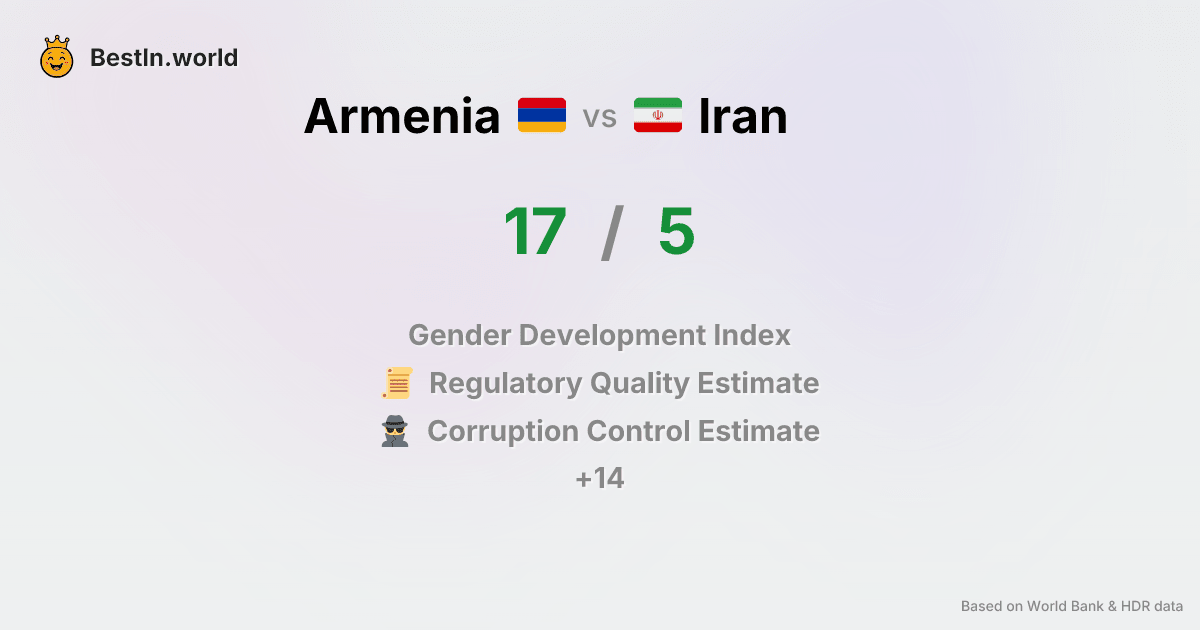 BestIn.world
Armenia vs Iran
17 / 5
Gender Development Index
Regulatory Quality Estimate
Corruption Control Estimate
+14
Based on World Bank & HDR data